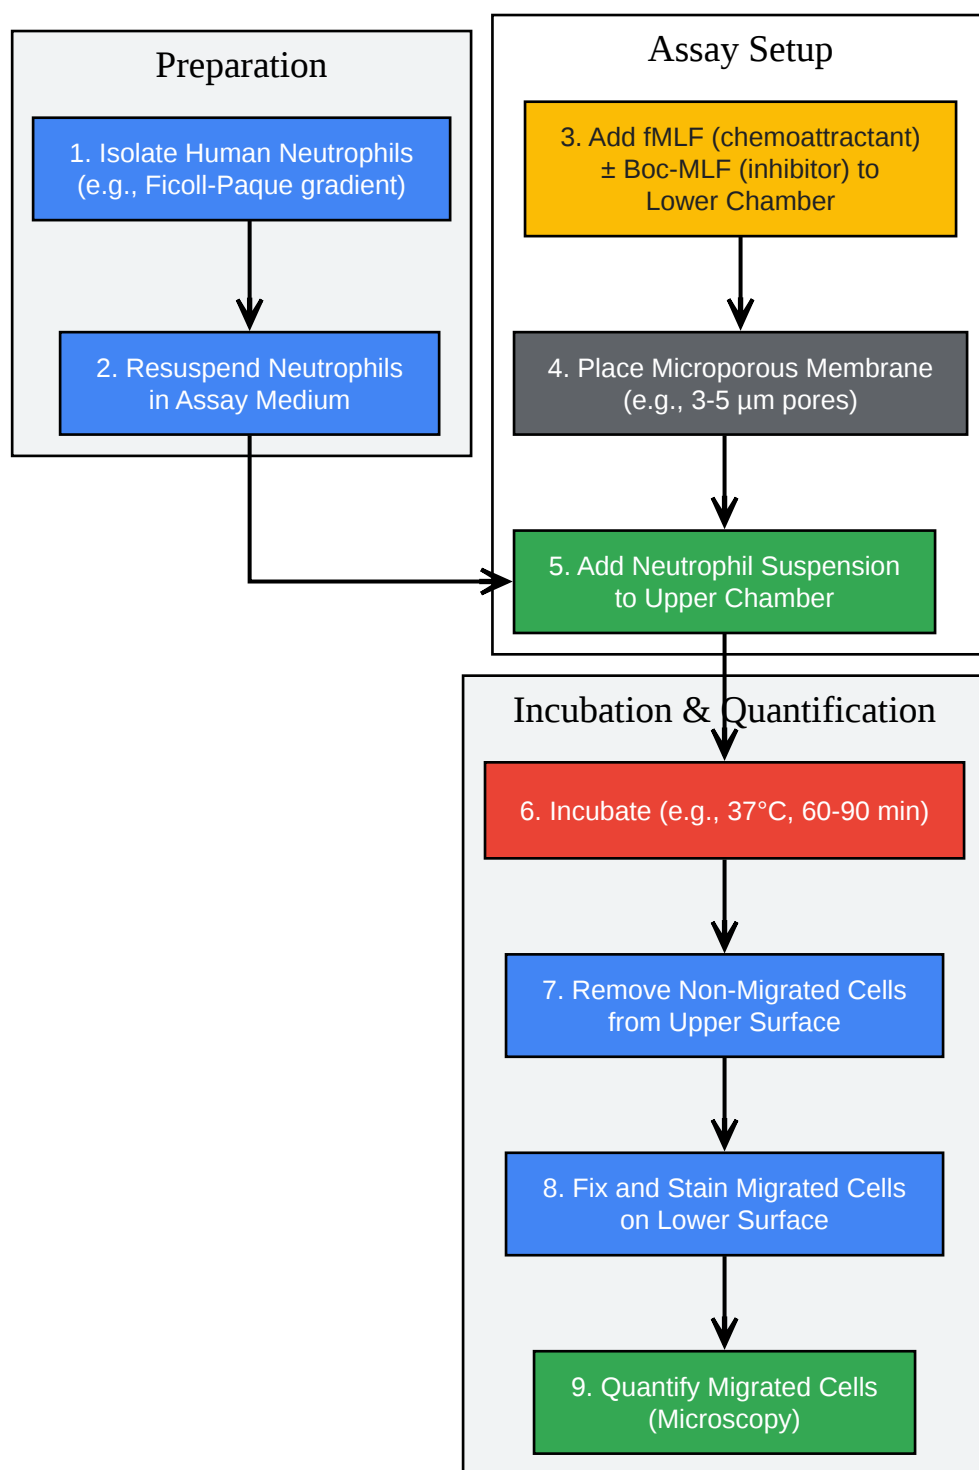 Preparation
1. Isolate Human Neutrophils
(e.g., Ficoll-Paque gradient)
2. Resuspend Neutrophils
in Assay Medium
Assay Setup
3. Add fMLF (chemoattractant)
± Boc-MLF (inhibitor) to
Lower Chamber
4. Place Microporous Membrane
(e.g., 3-5 µm pores)
5. Add Neutrophil Suspension
to Upper Chamber
Incubation & Quantification
6. Incubate (e.g., 37°C, 60-90 min)
7. Remove Non-Migrated Cells
from Upper Surface
8. Fix and Stain Migrated Cells
on Lower Surface
9. Quantify Migrated Cells
(Microscopy)